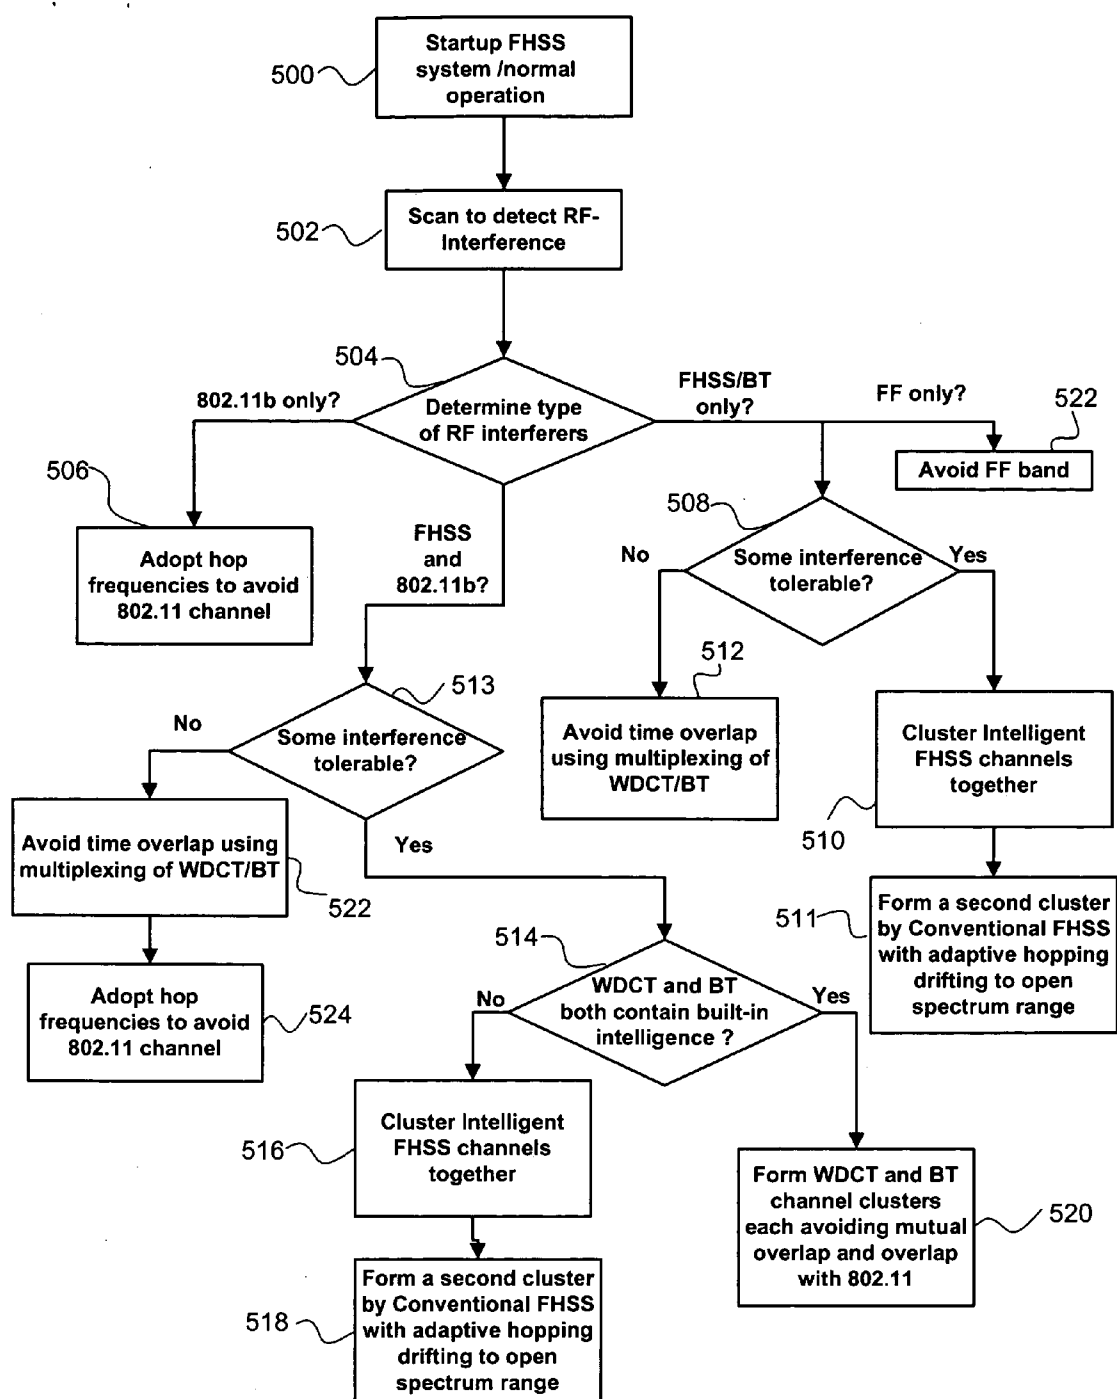 Startup FHSS
system /normal
operation
500
Scan to detect RF-
Interference
502
504
Determine type
of RF interferers
802.11b only?
FHSS/BT
only?
FF only?
522
Avoid FF band
506
Adopt hop
frequencies to avoid
802.11 channel
FHSS
and
802.11b?
508
No
Some interference
tolerable?
Yes
512
Avoid time overlap
using multiplexing of
WDCT/BT
Cluster Intelligent
FHSS channels
together
510
513
No
Some interference
tolerable?
Yes
Avoid time overlap using
multiplexing of WDCT/BT
522
Adopt hop
frequencies to avoid
802.11 channel
524
511
Form a second cluster
by Conventional FHSS
with adaptive hopping
drifting to open
spectrum range
514
No
WDCT and BT
both contain built-in
intelligence ?
Yes
516
Cluster Intelligent
FHSS channels
together
Form WDCT and BT
channel clusters
each avoiding mutual
overlap and overlap
with 802.11
520
518
Form a second cluster
by Conventional FHSS
with adaptive hopping
drifting to open
spectrum range